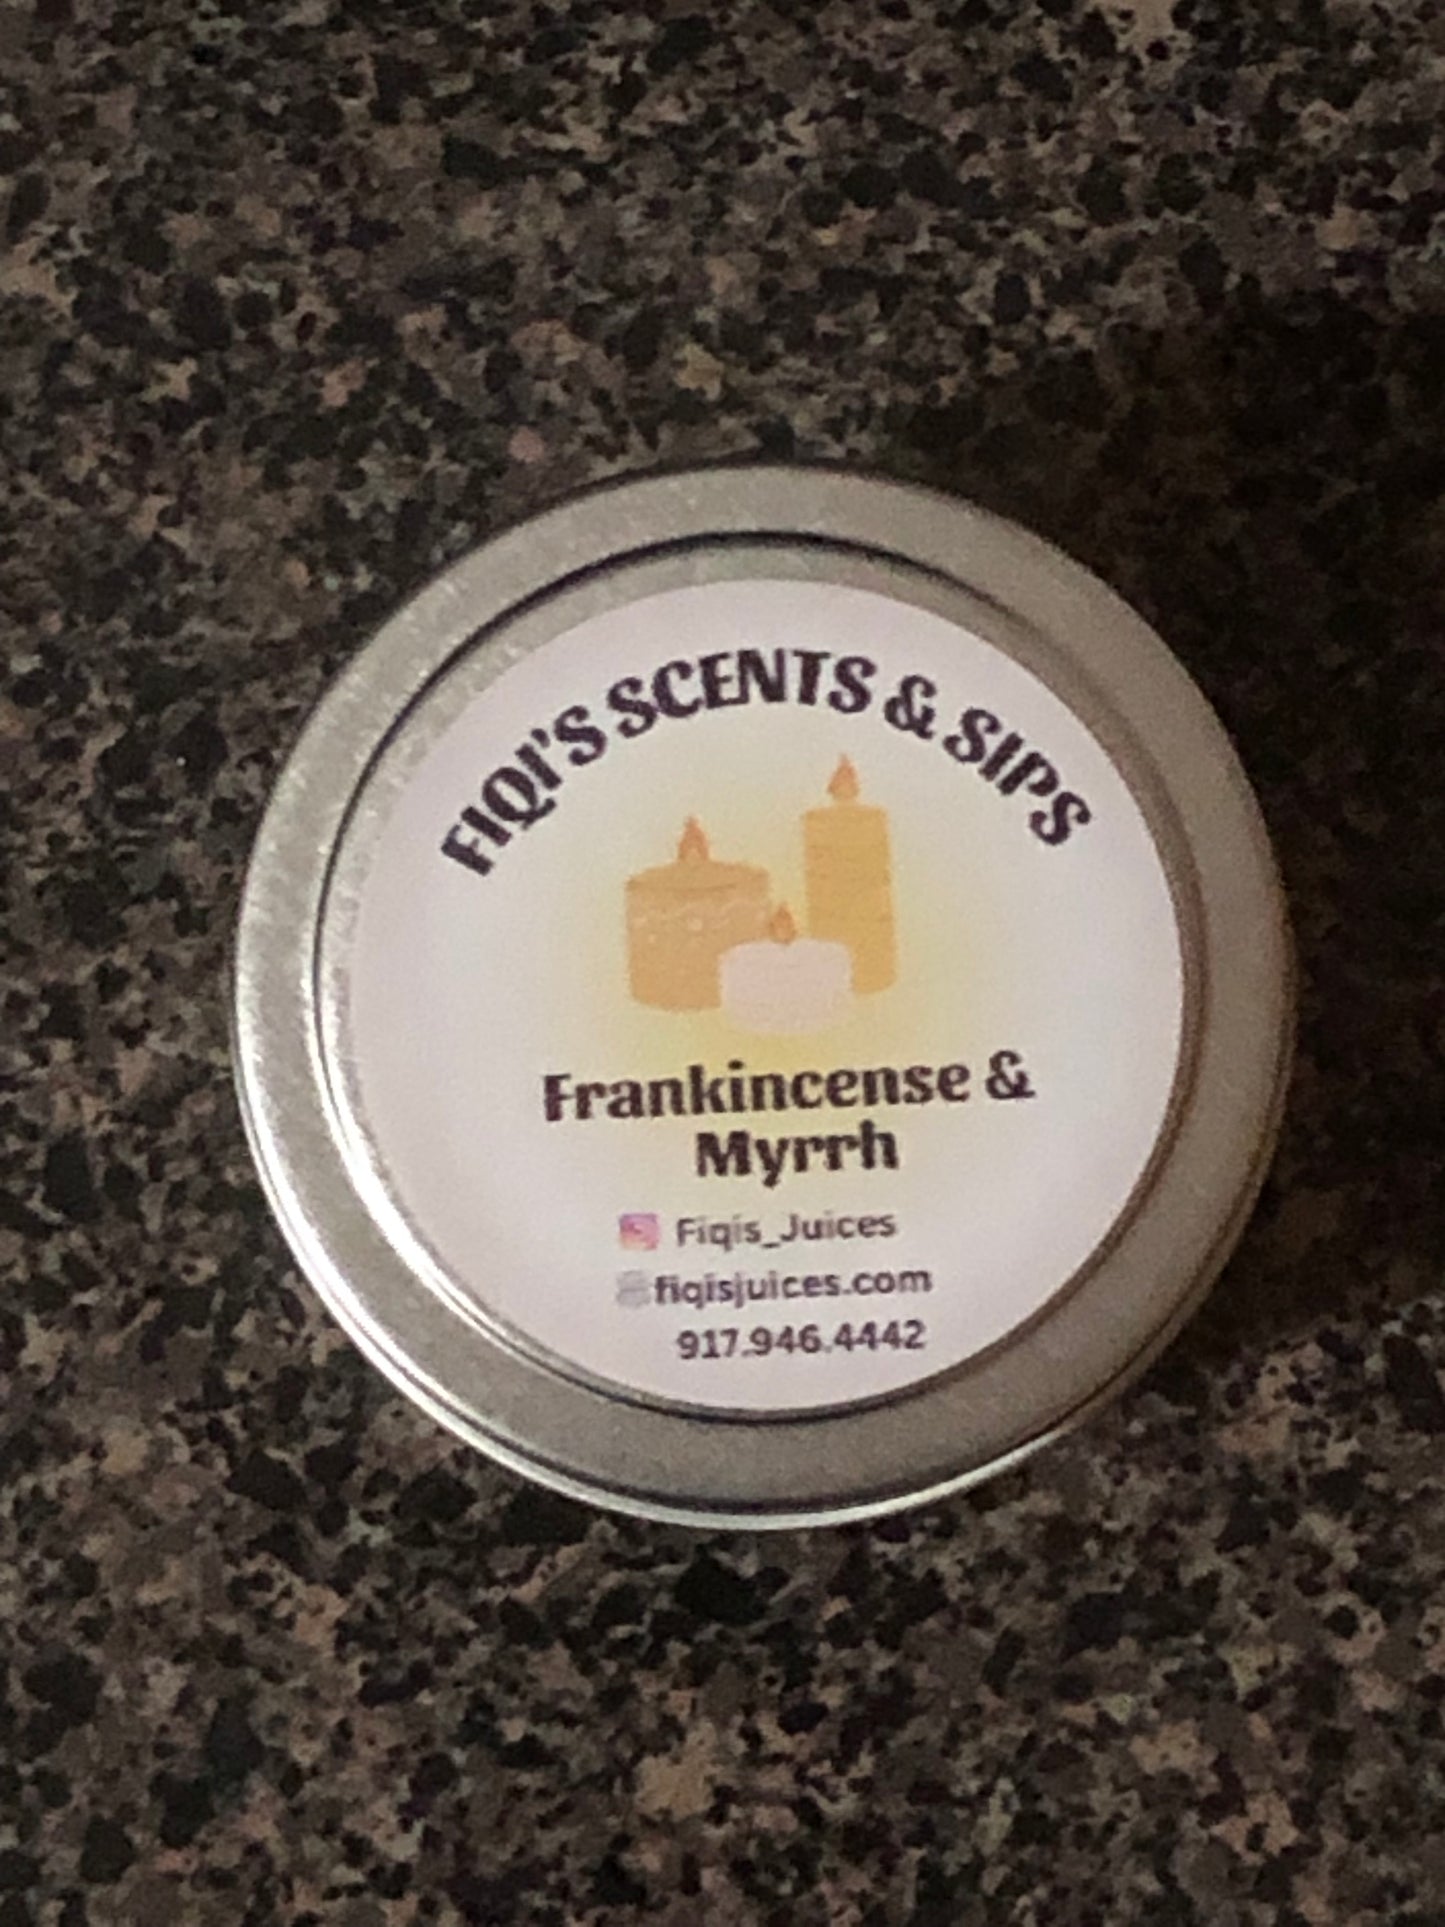 FIQI'S SCENTS & SIPS
Frankincense &
Myrrh
Fiqis_Juices
fiqisjuices.com
917.946.4442